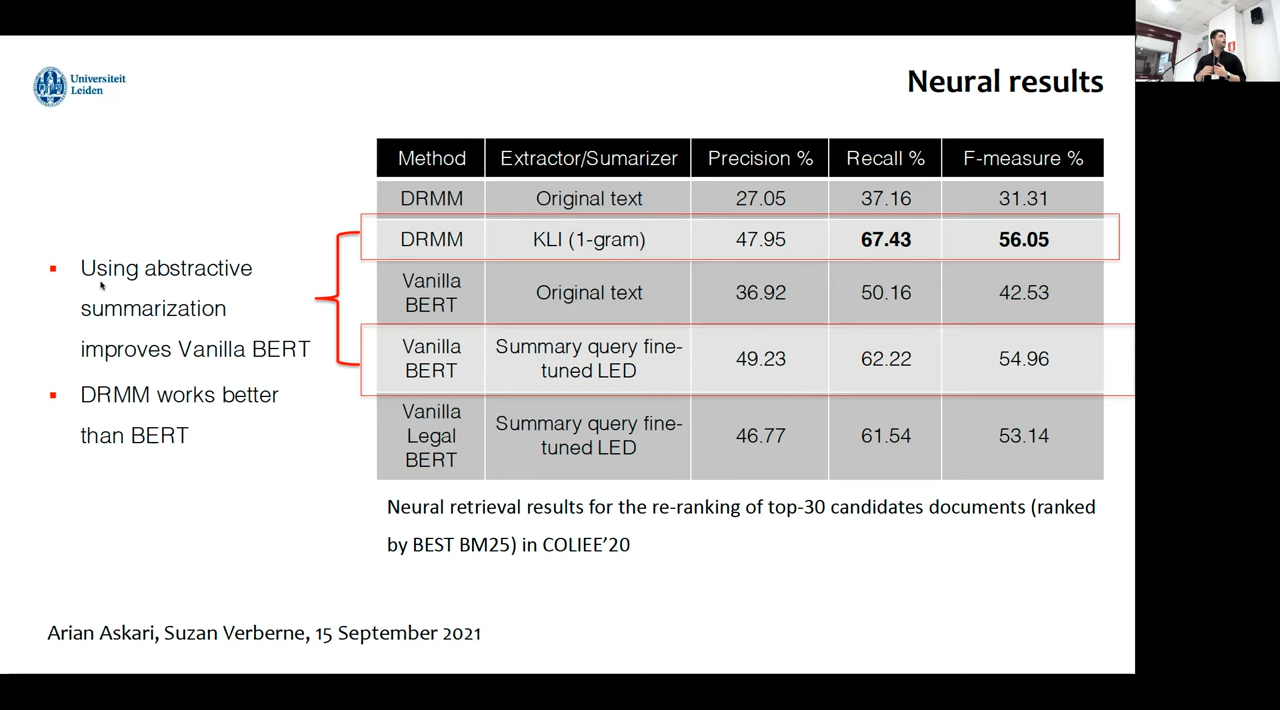 Universiteit
Leiden
Neural results
Using abstractive
summarization
improves Vanilla BERT
DRMM works better
than BERT
Method Extractor/Sumarizer Precision % Recall % F-measure %
DRMM Original text 27.05 37.16 31.31
DRMM KLI (1-gram) 47.95 67.43 56.05
Vanilla
BERT Original text 36.92 50.16 42.53
Vanilla
BERT Summary query fine-
tuned LED 49.23 62.22 54.96
Vanilla
Legal
BERT Summary query fine-
tuned LED 46.77 61.54 53.14
Neural retrieval results for the re-ranking of top-30 candidates documents (ranked
by BEST BM25) in COLIEE’20
Arian Askari, Suzan Verberne, 15 September 2021